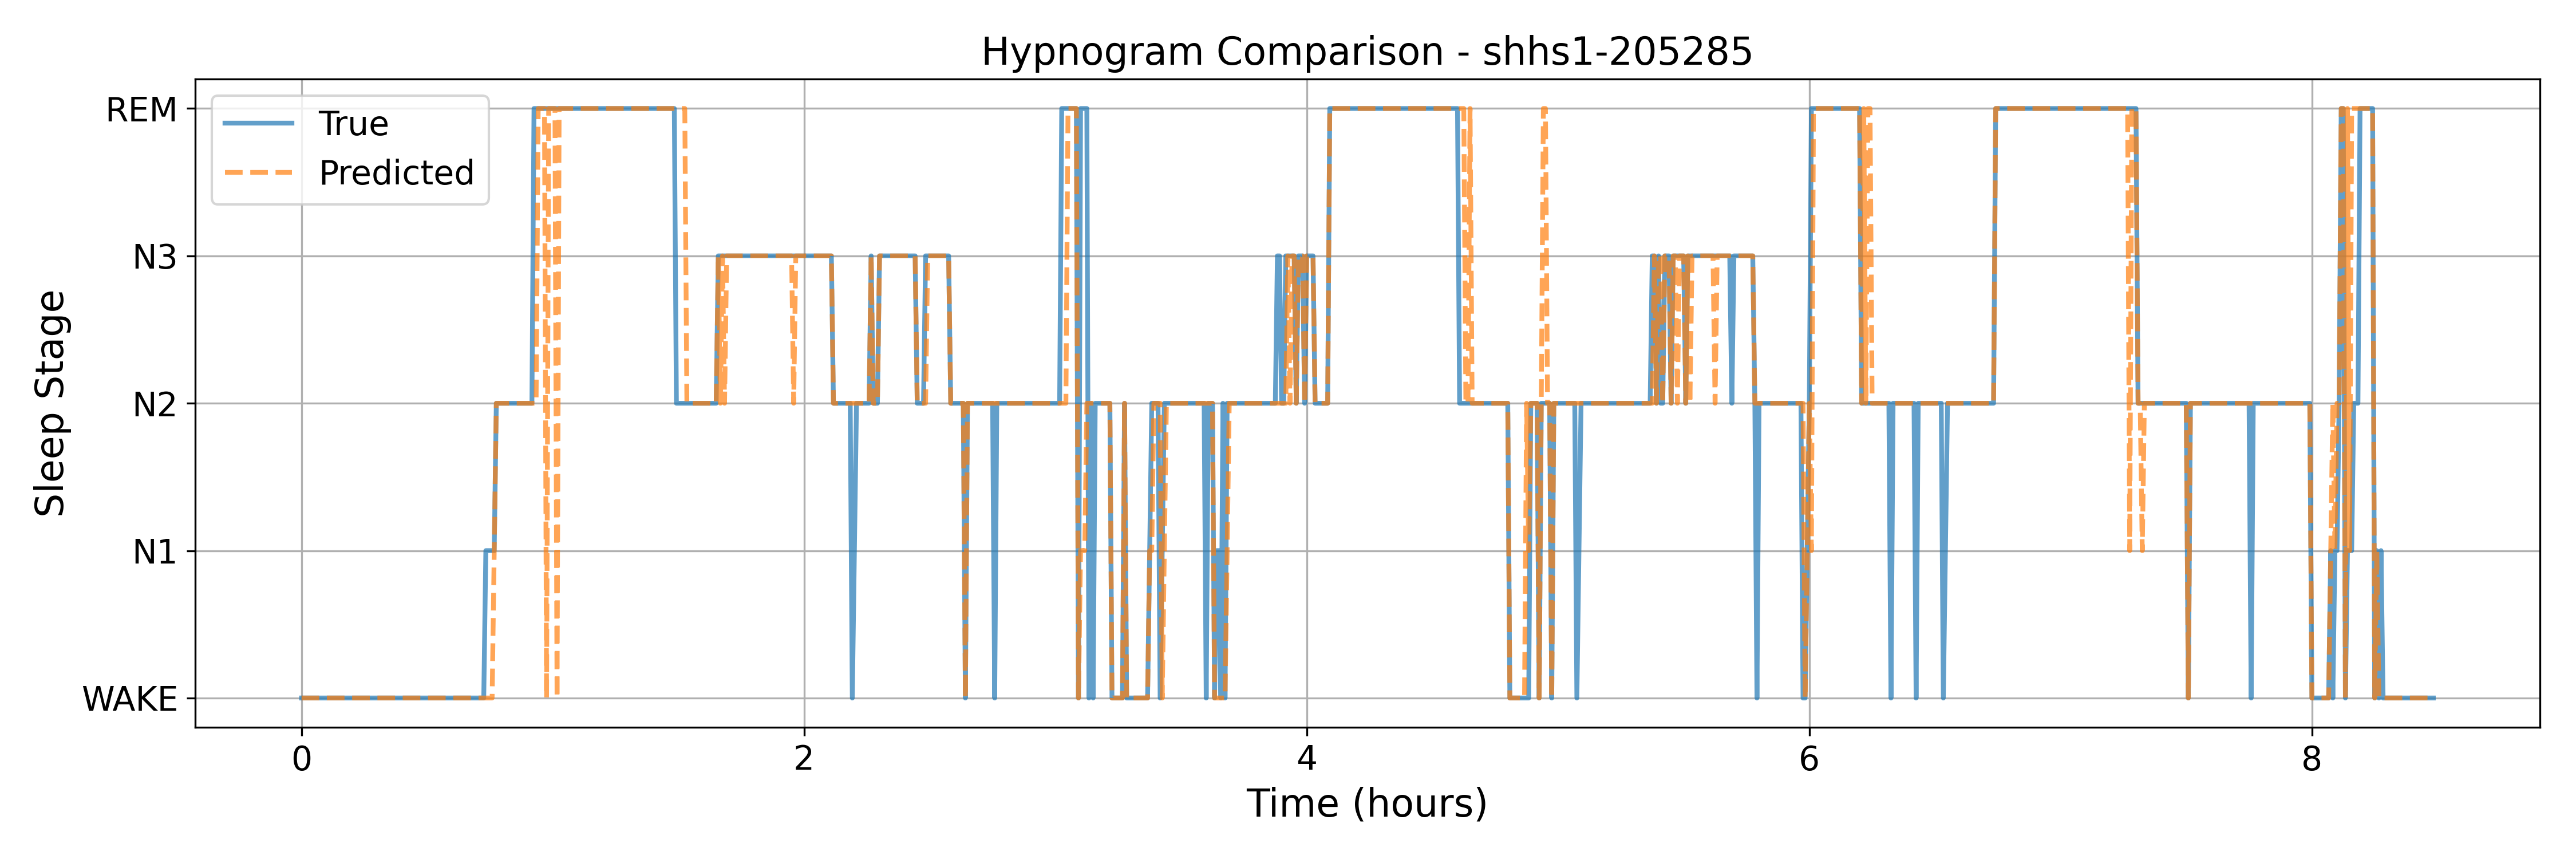 Hypnogram Comparison - shhs1-205285
True
Predicted
Sleep Stage
REM
N3
N2
N1
WAKE
0 2 4 6 8
Time (hours)